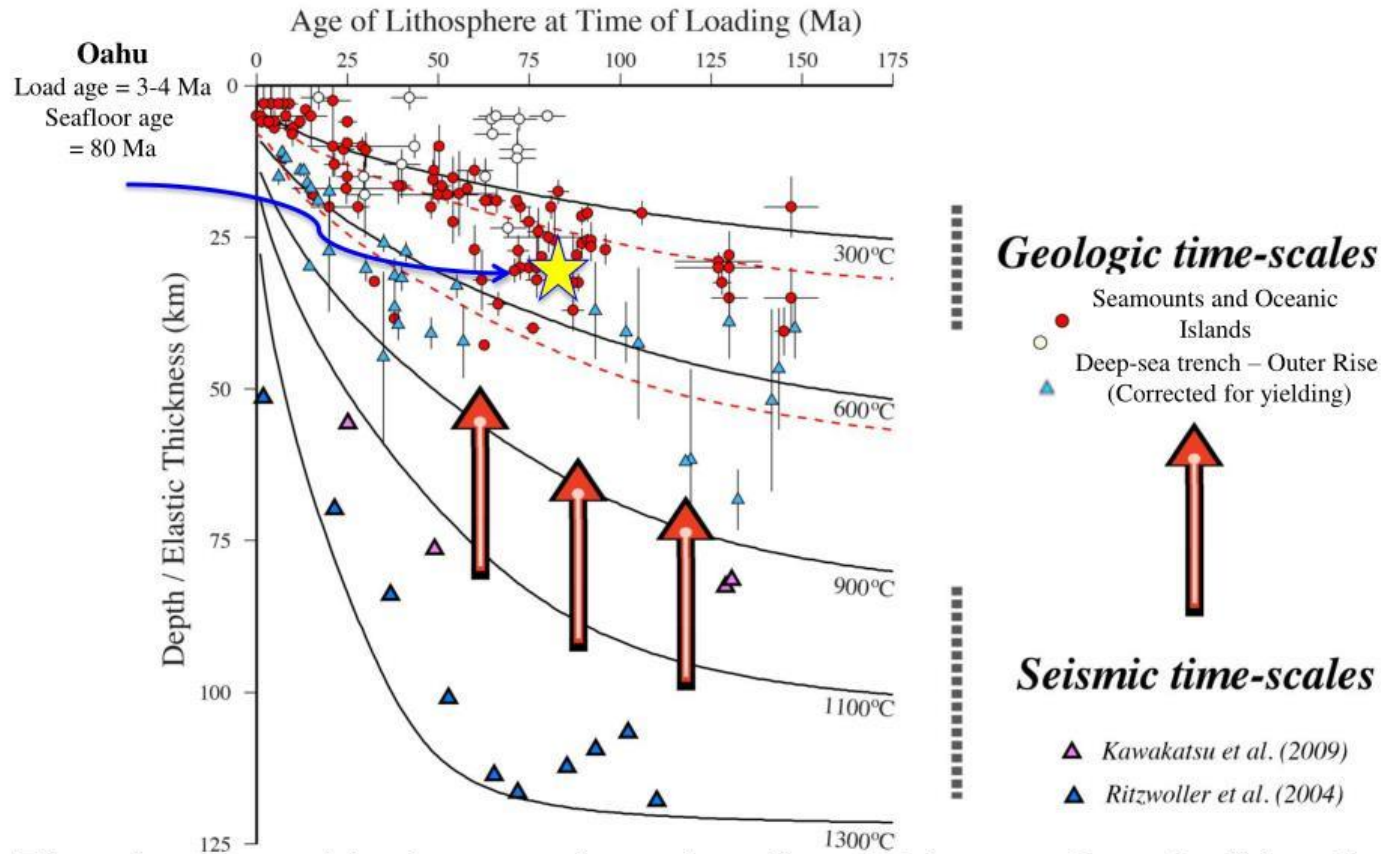 Age of Lithosphere at Time of Loading (Ma)
0 25 50 75 100 125 150 175
Oahu
Load age = 3-4 Ma
Seafloor age
= 80 Ma
Depth / Elastic Thickness (km)
0
25
50
75
100
125
300°C
600°C
900°C
1100°C
1300°C
Geologic time-scales
Seamounts and Oceanic
Islands
Deep-sea trench – Outer Rise
(Corrected for yielding)
Seismic time-scales
Kawakatsu et al. (2009)
Ritzwoller et al. (2004)